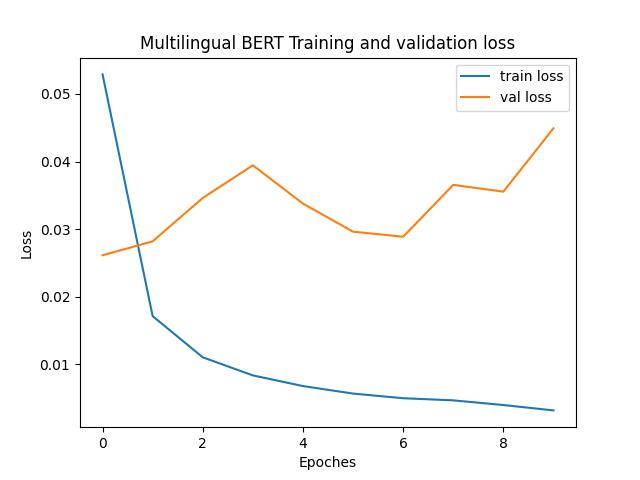 Multilingual BERT Training and validation loss
train loss
val loss
0.05
0.04
0.03
0.02
0.01
Loss
0 2 4 6 8
Epoches